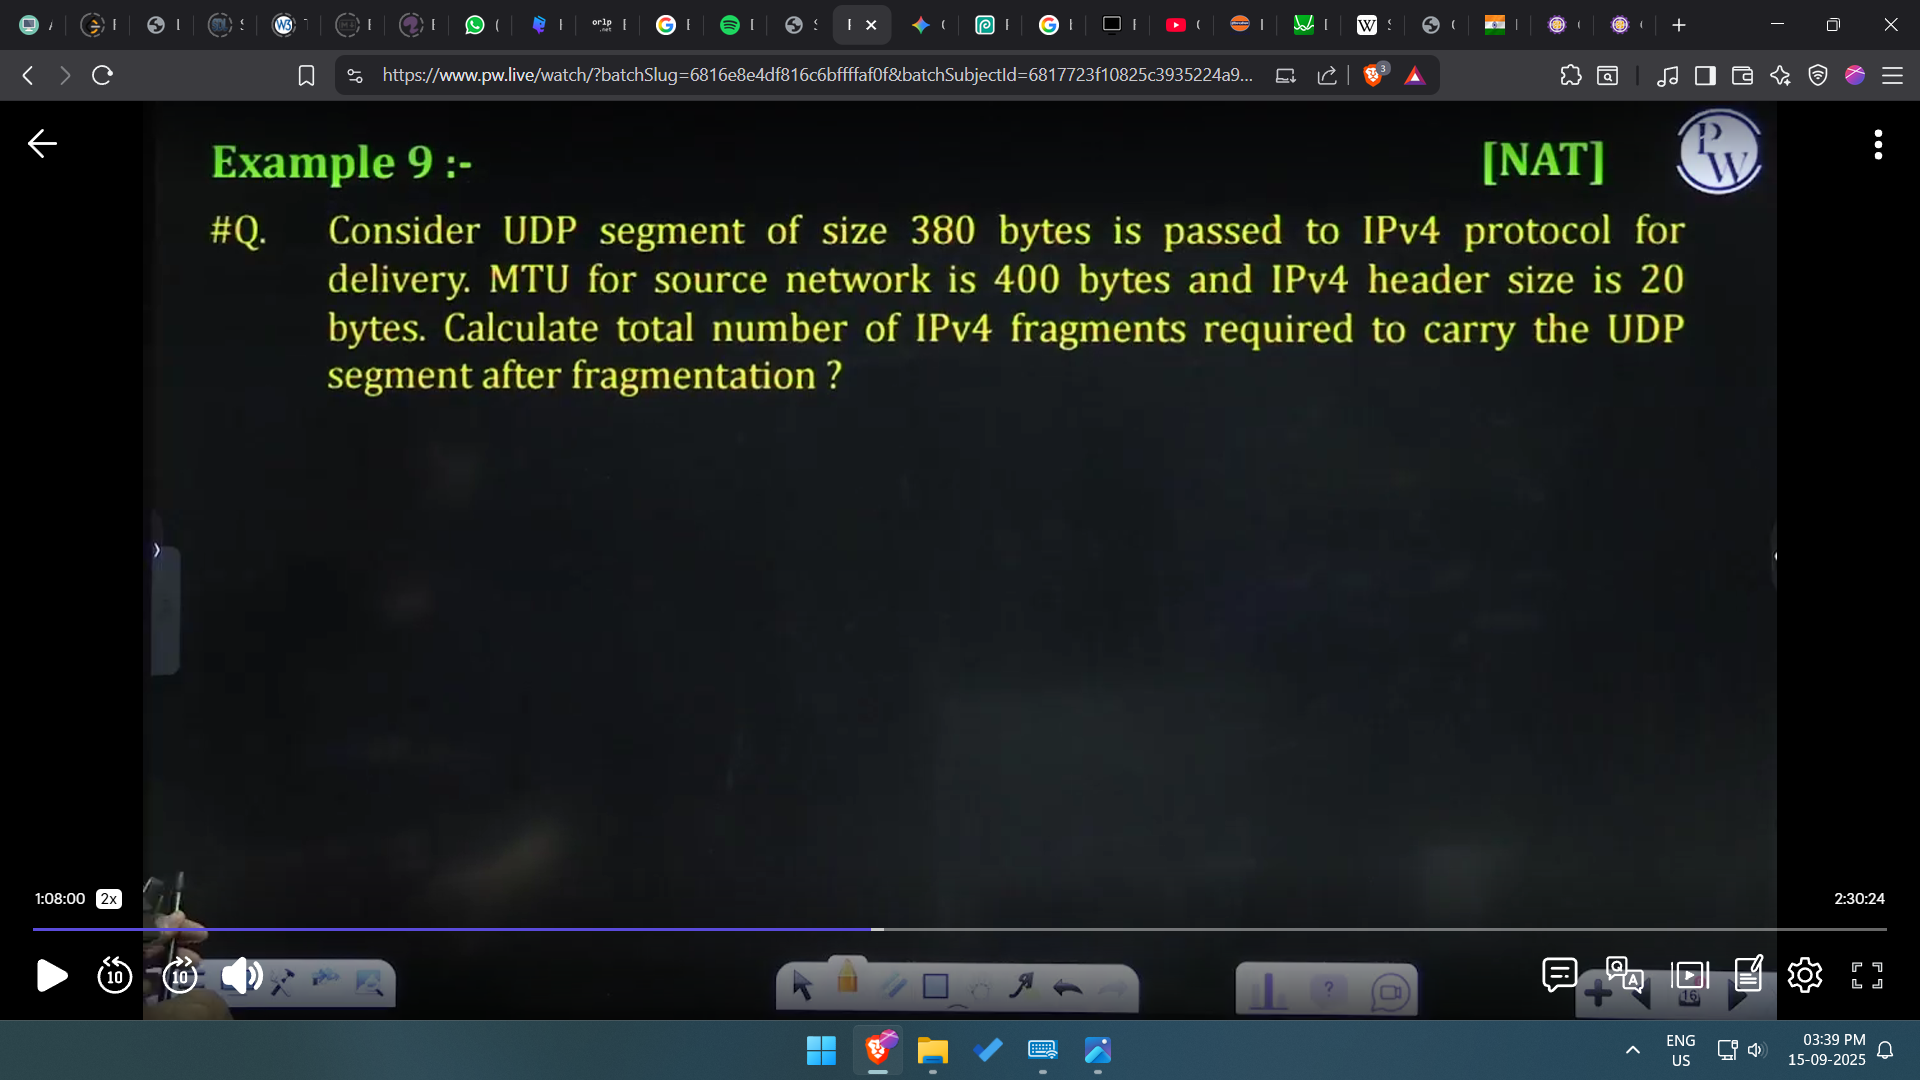 https://www.pw.live/watch/?batchSlug=6816e8e4df816c6bffffaf0f&batchSubjectId=6817723f10825c3935224a9...
3
Example 9 :-
[NAT]
PW
#Q. Consider UDP segment of size 380 bytes is passed to IPv4 protocol for
delivery. MTU for source network is 400 bytes and IPv4 header size is 20
bytes. Calculate total number of IPv4 fragments required to carry the UDP
segment after fragmentation ?
1:08:00 2x
2:30:24
10
10
16
ENG
US
03:39 PM
15-09-2025